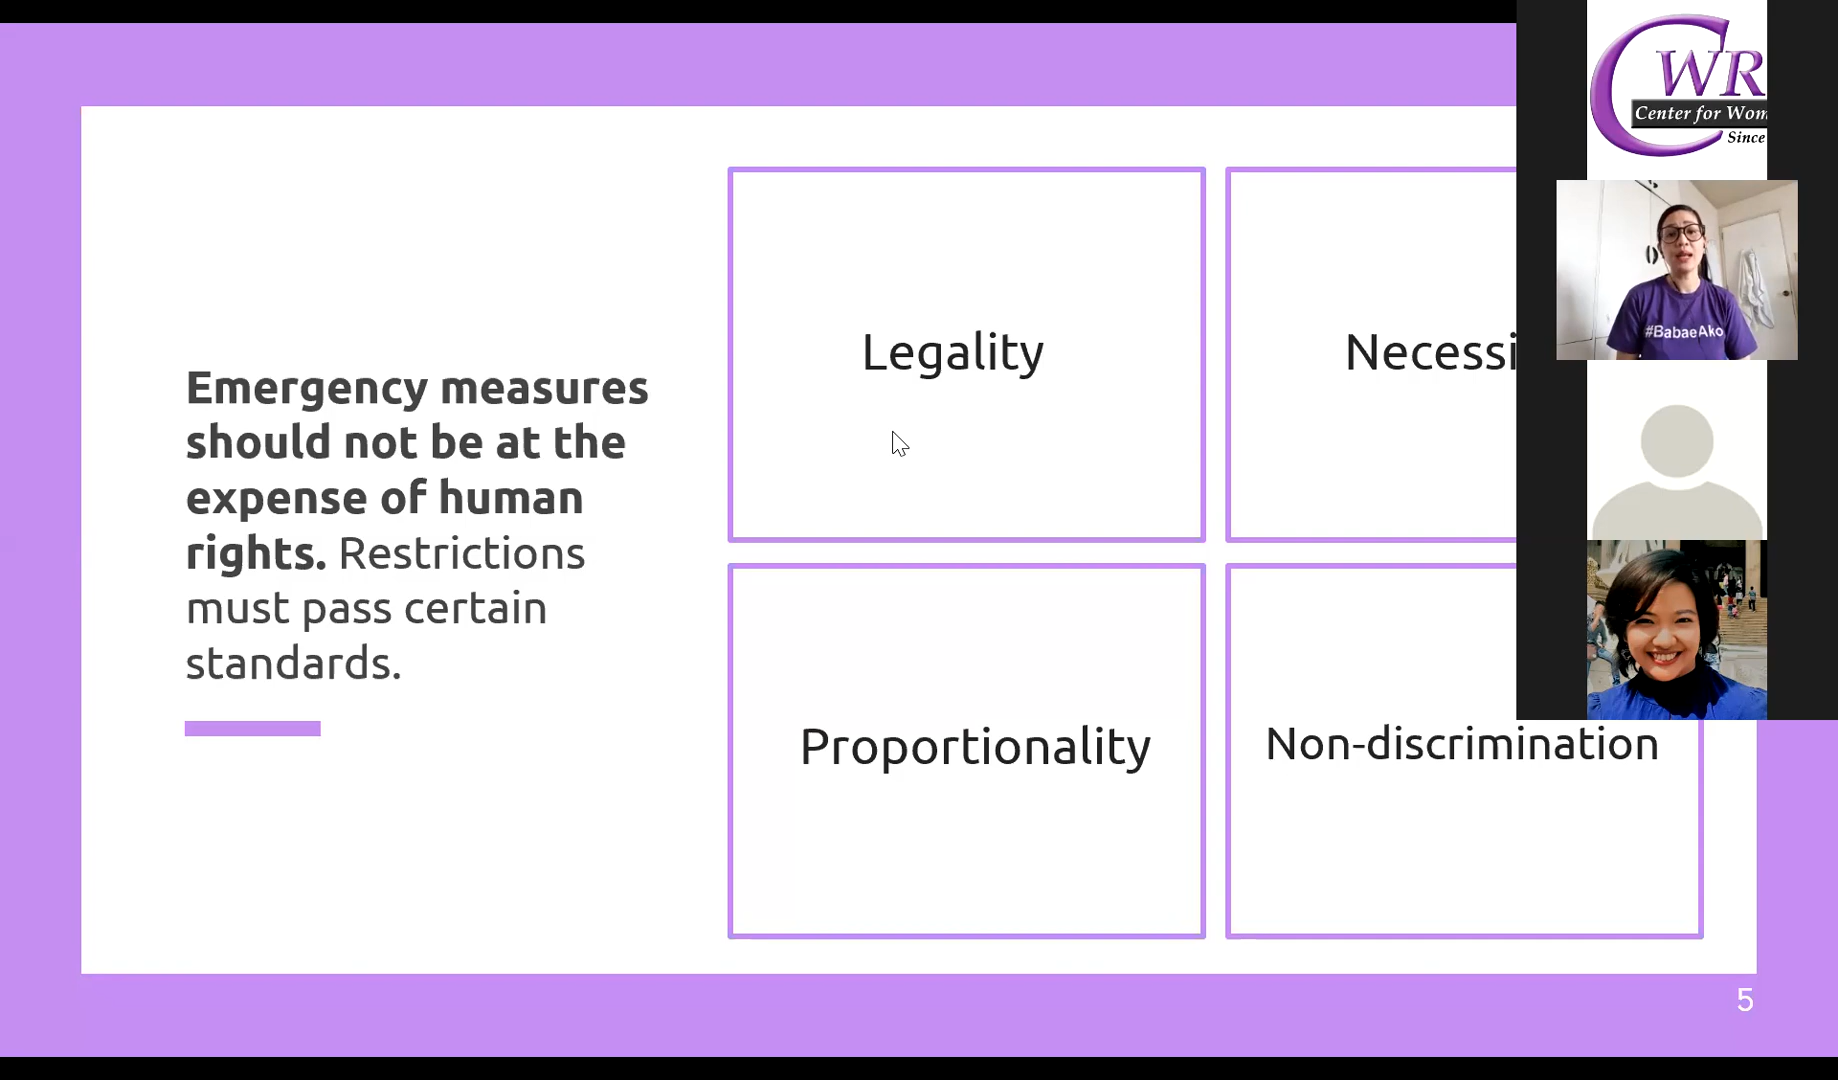 Emergency measures
should not be at the
expense of human
rights. Restrictions
must pass certain
standards.
Legality
Necessi
Proportionality
Non-discrimination
5
CWR
Center for Wom
Since
#BabaeAko